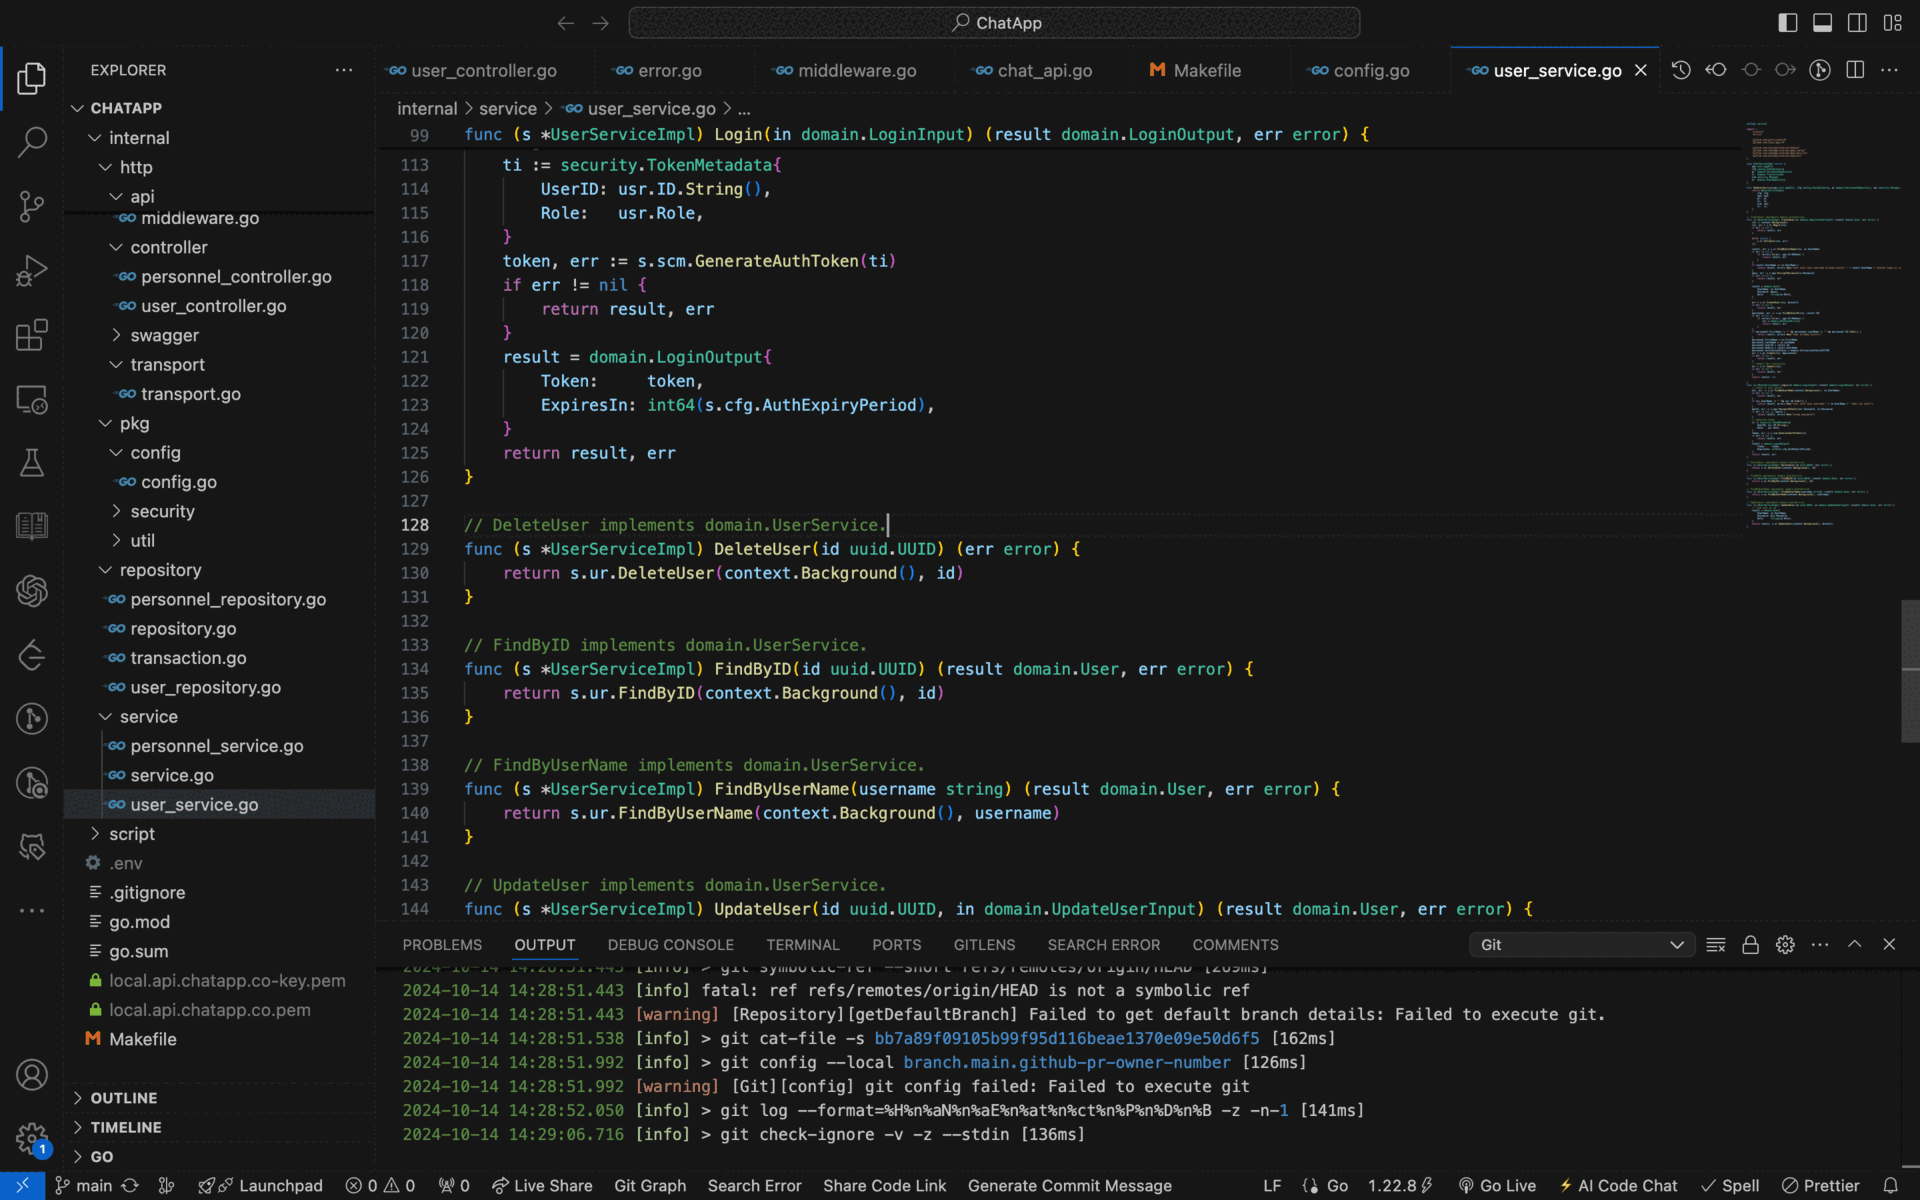 ChatApp
EXPLORER
CHATAPP
internal
http
api
middleware.go
controller
personnel_controller.go
user_controller.go
swagger
transport
transport.go
pkg
config
config.go
security
util
repository
personnel_repository.go
repository.go
transaction.go
user_repository.go
service
personnel_service.go
service.go
user_service.go
script
.env
.gitignore
go.mod
go.sum
local.api.chatapp.co-key.pem
local.api.chatapp.co.pem
Makefile
OUTLINE
TIMELINE
GO
1
user_controller.go error.go middleware.go chat_api.go Makefile config.go user_service.go
internal > service > user_service.go > ...
99 func (s *UserServiceImpl) Login(in domain.LoginInput) (result domain.LoginOutput, err error) {
113 ti := security.TokenMetadata{
114 UserID: usr.ID.String(),
115 Role: usr.Role,
116 }
117 token, err := s.scm.GenerateAuthToken(ti)
118 if err != nil {
119 return result, err
120 }
121 result = domain.LoginOutput{
122 Token: token,
123 ExpiresIn: int64(s.cfg.AuthExpiryPeriod),
124 }
125 return result, err
126 }
127
128 // DeleteUser implements domain.UserService.
129 func (s *UserServiceImpl) DeleteUser(id uuid.UUID) (err error) {
130 return s.ur.DeleteUser(context.Background(), id)
131 }
132
133 // FindByID implements domain.UserService.
134 func (s *UserServiceImpl) FindByID(id uuid.UUID) (result domain.User, err error) {
135 return s.ur.FindByID(context.Background(), id)
136 }
137
138 // FindByUserName implements domain.UserService.
139 func (s *UserServiceImpl) FindByUserName(username string) (result domain.User, err error) {
140 return s.ur.FindByUserName(context.Background(), username)
141 }
142
143 // UpdateUser implements domain.UserService.
144 func (s *UserServiceImpl) UpdateUser(id uuid.UUID, in domain.UpdateUserInput) (result domain.User, err error) {
PROBLEMS OUTPUT DEBUG CONSOLE TERMINAL PORTS GITLENS SEARCH ERROR COMMENTS Git
2024-10-14 14:28:51.443 [info] > git symbolic-ref --short refs/remotes/origin/HEAD [269ms]
2024-10-14 14:28:51.443 [info] fatal: ref refs/remotes/origin/HEAD is not a symbolic ref
2024-10-14 14:28:51.443 [warning] [Repository][getDefaultBranch] Failed to get default branch details: Failed to execute git.
2024-10-14 14:28:51.538 [info] > git cat-file -s bb7a89f09105b99f95d116beae1370e09e50d6f5 [162ms]
2024-10-14 14:28:51.992 [info] > git config --local branch.main.github-pr-owner-number [126ms]
2024-10-14 14:28:51.992 [warning] [Git][config] git config failed: Failed to execute git
2024-10-14 14:28:52.050 [info] > git log --format=%H%n%aN%n%aE%n%at%n%ct%n%P%n%D%n%B -z -n-1 [141ms]
2024-10-14 14:29:06.716 [info] > git check-ignore -v -z --stdin [136ms]
main Launchpad 0 0 0 Live Share Git Graph Search Error Share Code Link Generate Commit Message LF Go 1.22.8 Go Live AI Code Chat Spell Prettier